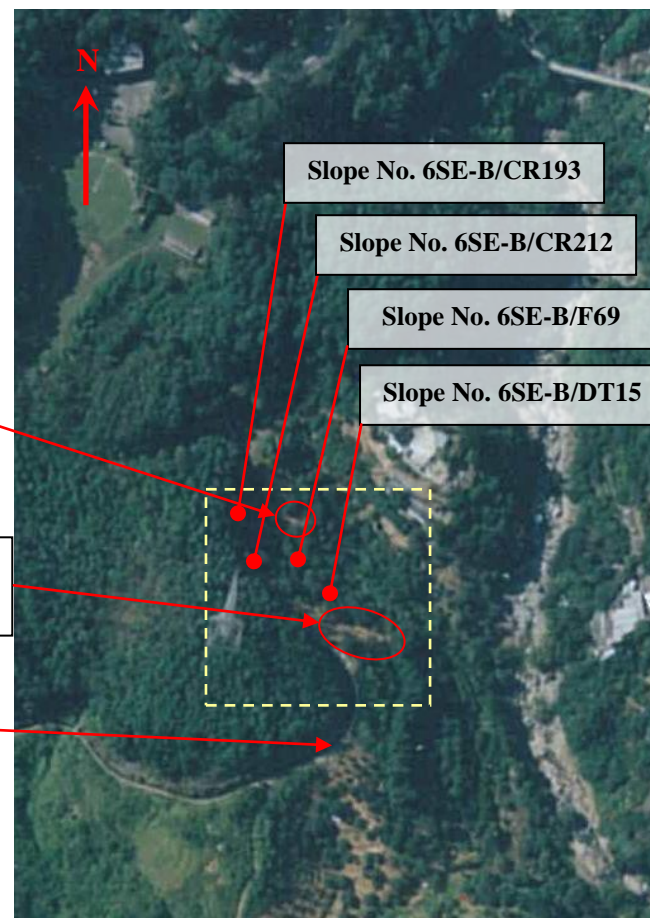 N
Slope No. 6SE-B/CR193
Slope No. 6SE-B/CR212
Slope No. 6SE-B/F69
Slope No. 6SE-B/DT15